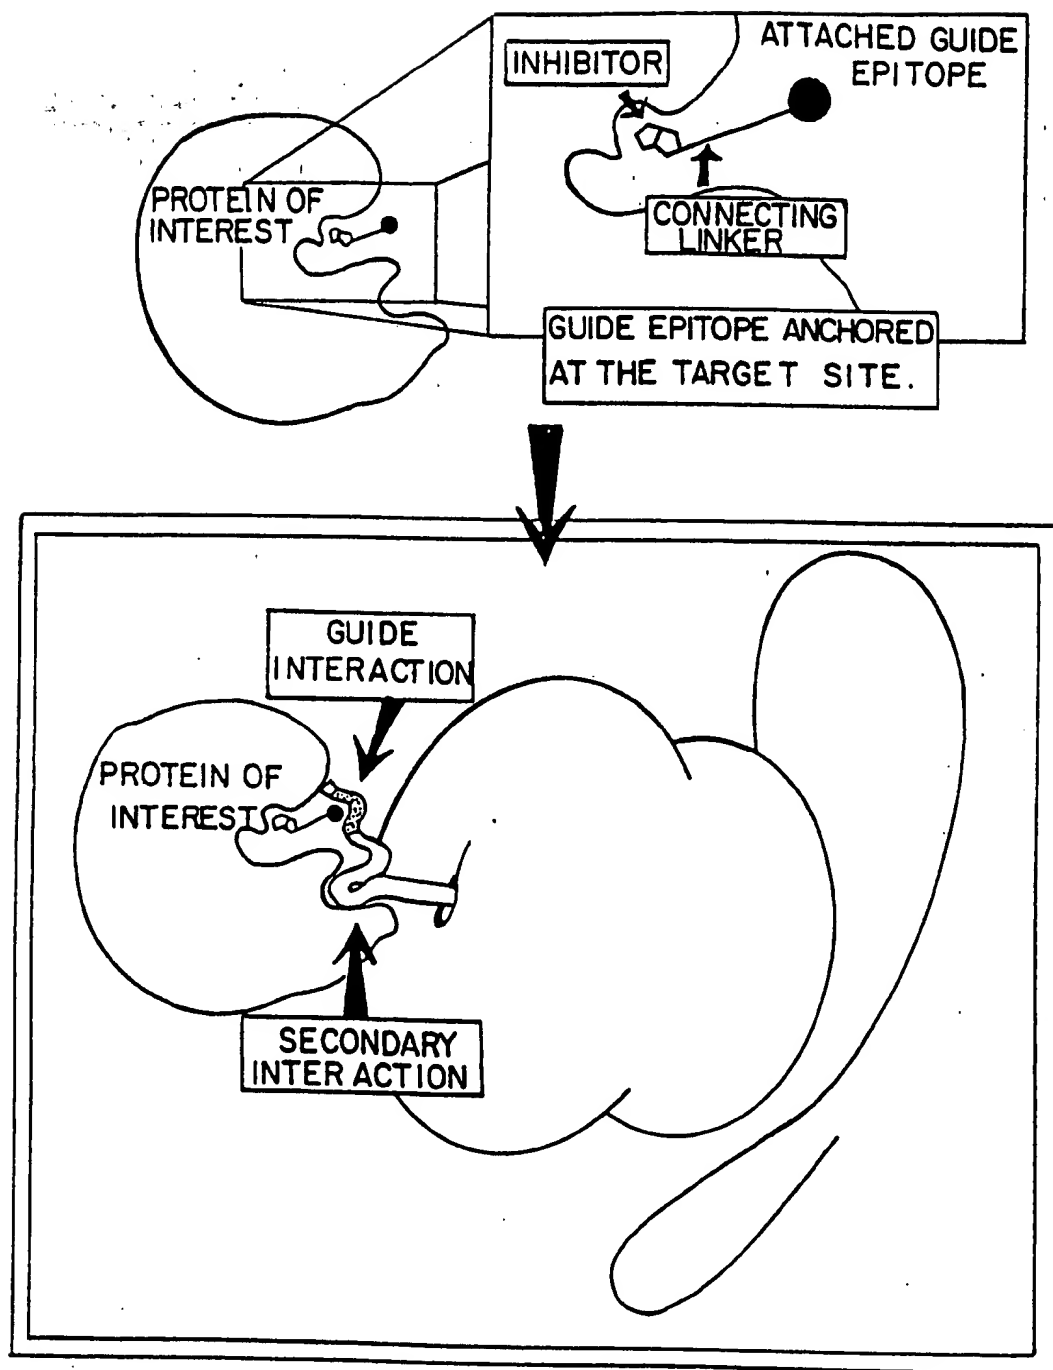 INHIBITOR
ATTACHED GUIDE
EPITOPE
PROTEIN OF
INTEREST
CONNECTING
LINKER
GUIDE EPITOPE ANCHORED
AT THE TARGET SITE.
GUIDE
INTERACTION
PROTEIN OF
INTEREST
SECONDARY
INTERACTION